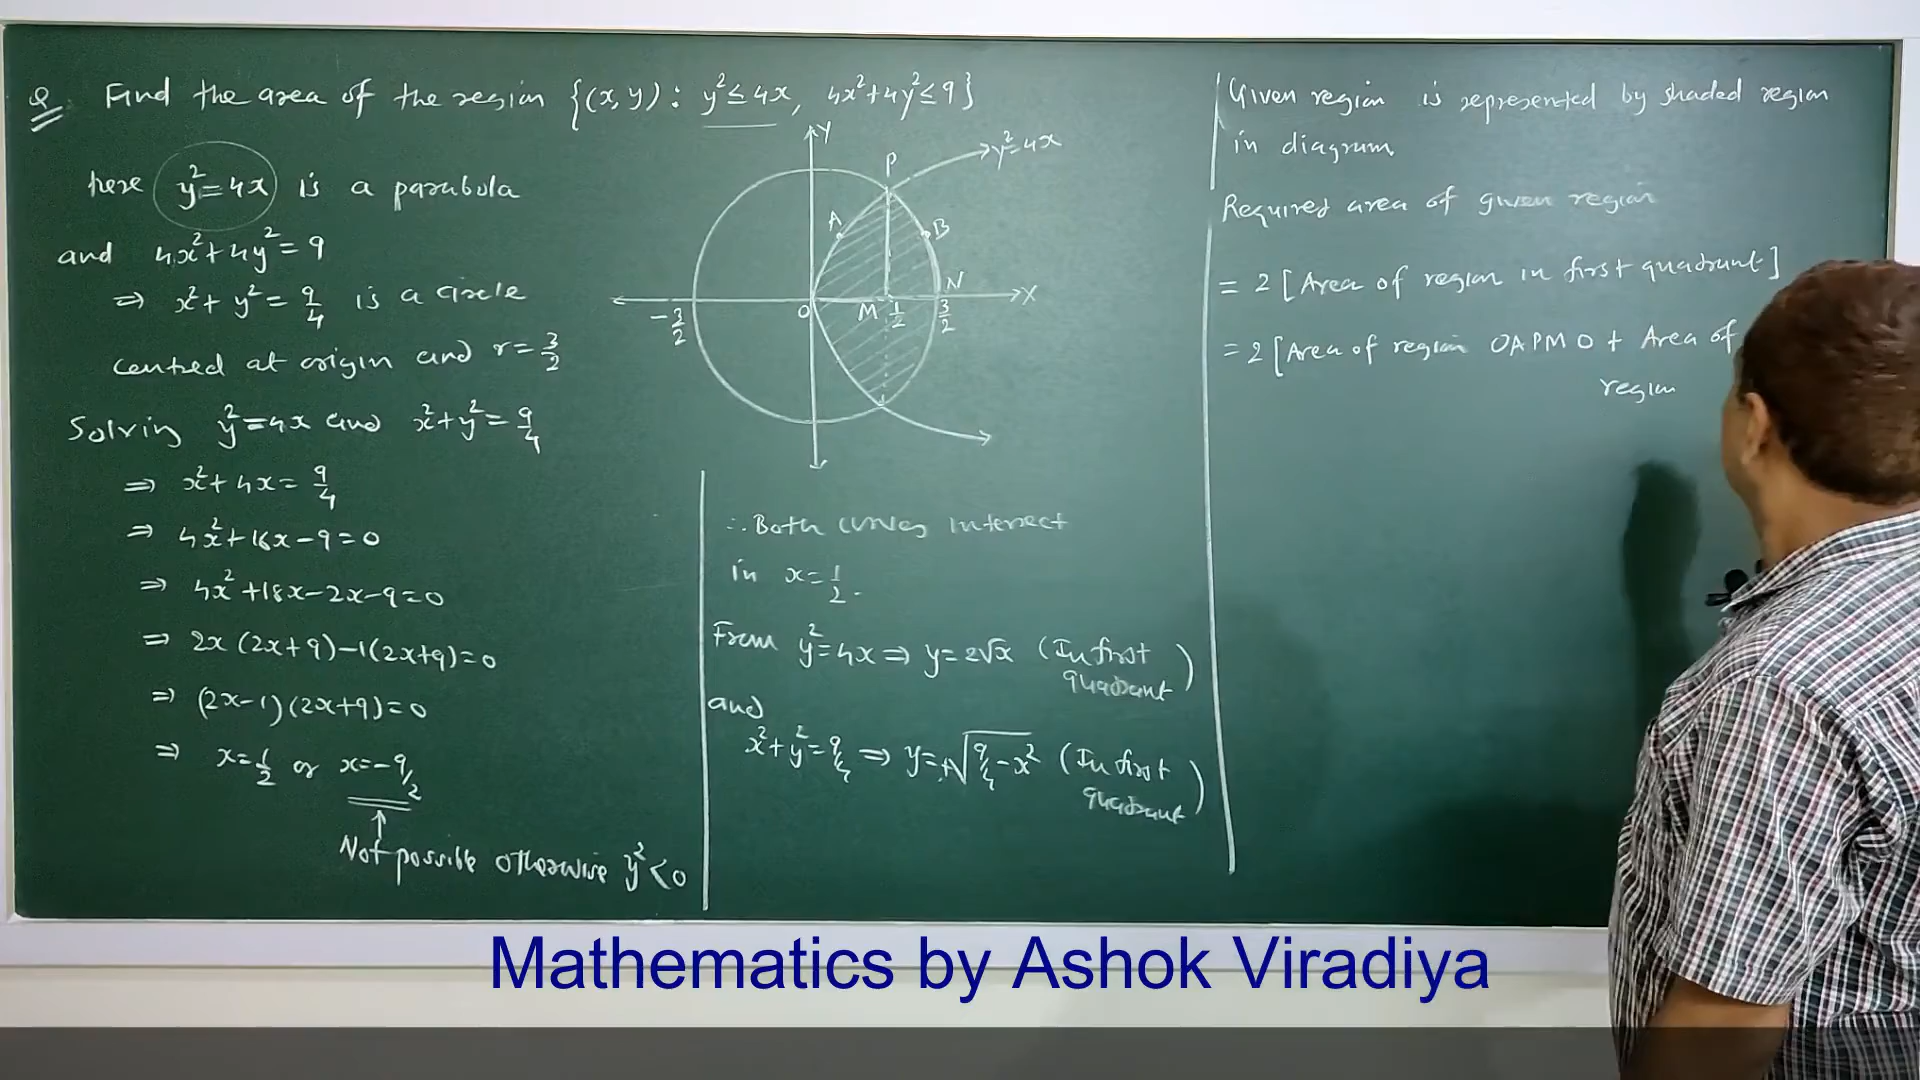 Q. Find the area of the region {(x, y) : y² ≤ 4x, 4x² + 4y² ≤ 9}
here y² = 4x is a parabola
and 4x² + 4y² = 9
⇒ x² + y² = 9/4 is a circle
centred at origin and r = 3/2
Solving y² = 4x and x² + y² = 9/4
⇒ x² + 4x = 9/4
⇒ 4x² + 16x - 9 = 0
⇒ 4x² + 18x - 2x - 9 = 0
⇒ 2x (2x + 9) - 1(2x + 9) = 0
⇒ (2x - 1)(2x + 9) = 0
⇒ x = 1/2 or x = -9/2
Not possible otherwise y² < 0
Y
P
y² = 4x
A
B
N
X
-3/2
O
M
1/2
3/2
∴ Both curves intersect
in x = 1/2.
From y² = 4x ⇒ y = 2√x (In first
quadrant)
and
x² + y² = 9/4 ⇒ y = +√(9/4 - x²) (In first
quadrant)
Given region is represented by shaded region
in diagram
Required area of given region
= 2 [Area of region in first quadrant]
= 2 [Area of region OAPMO + Area of
region
Mathematics by Ashok Viradiya